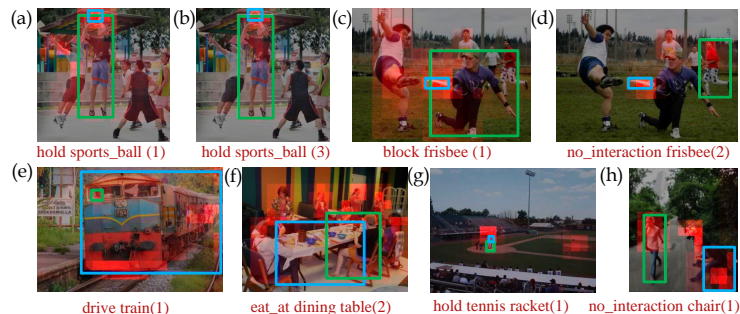 (a) (b) (c) (d)
hold sports_ball (1) hold sports_ball (3) block frisbee (1) no_interaction frisbee(2)
(e) (f) (g) (h)
drive train(1) eat_at dining table(2) hold tennis racket(1) no_interaction chair(1)